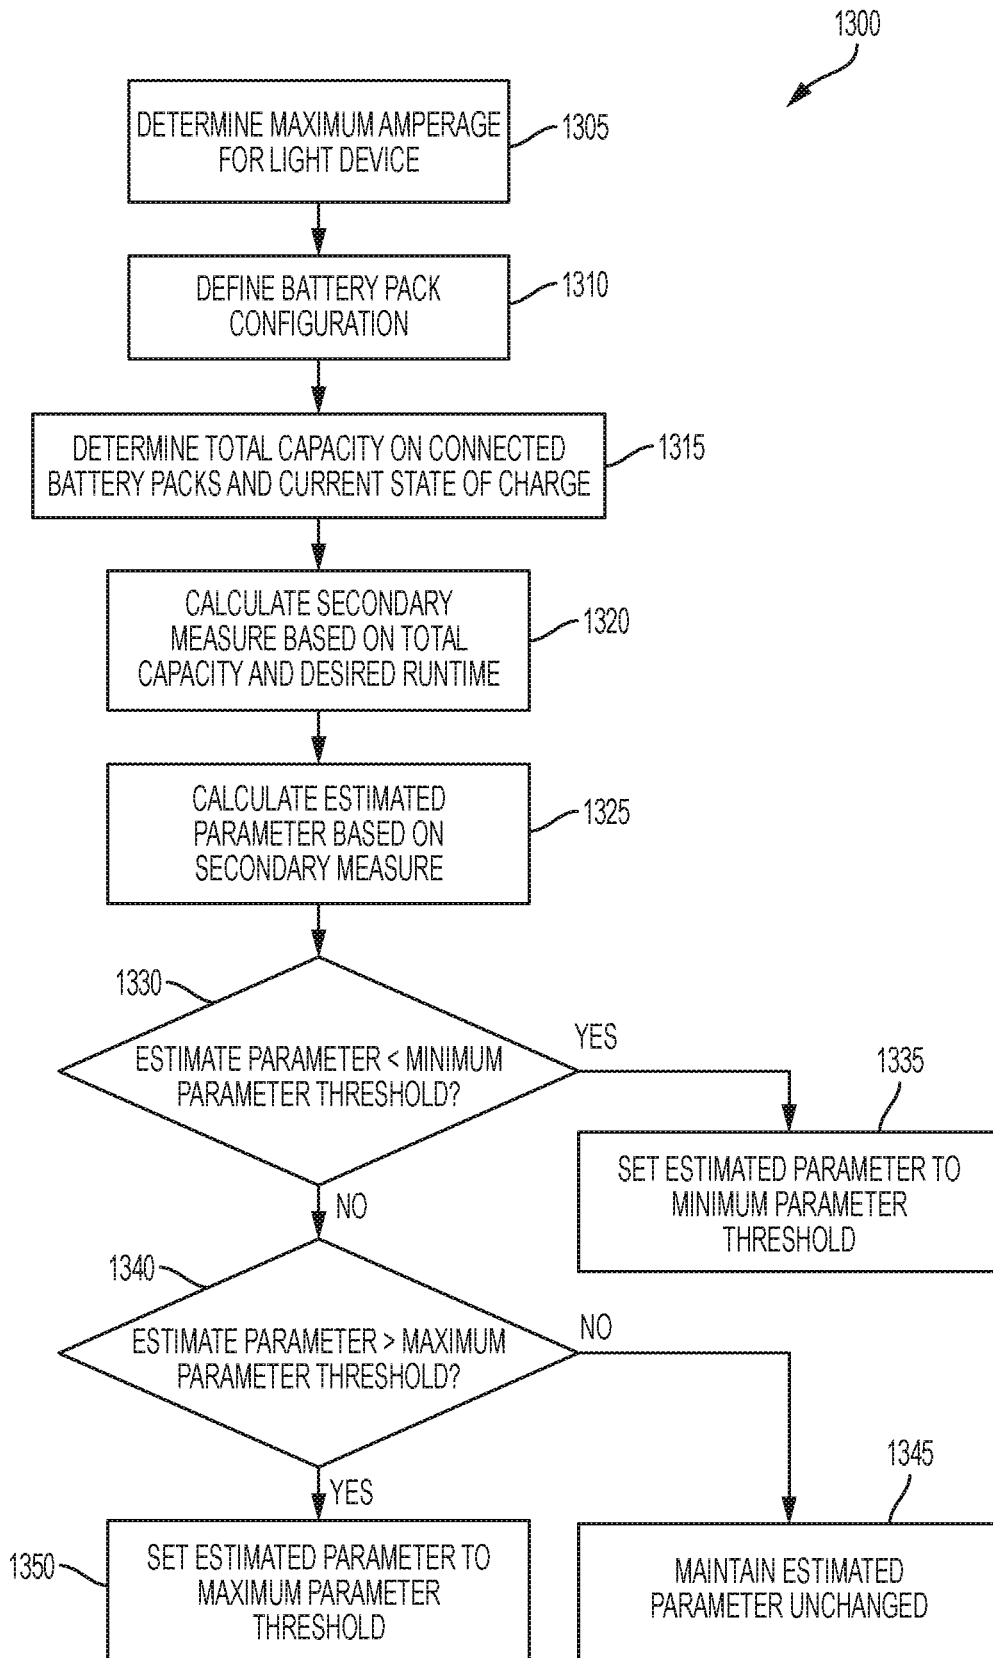 1300
DETERMINE MAXIMUM AMPERAGE
FOR LIGHT DEVICE
1305
DEFINE BATTERY PACK
CONFIGURATION
1310
DETERMINE TOTAL CAPACITY ON CONNECTED
BATTERY PACKS AND CURRENT STATE OF CHARGE
1315
CALCULATE SECONDARY
MEASURE BASED ON TOTAL
CAPACITY AND DESIRED RUNTIME
1320
CALCULATE ESTIMATED
PARAMETER BASED ON
SECONDARY MEASURE
1325
1330
ESTIMATE PARAMETER < MINIMUM
PARAMETER THRESHOLD?
YES
1335
SET ESTIMATED PARAMETER TO
MINIMUM PARAMETER
THRESHOLD
NO
1340
ESTIMATE PARAMETER > MAXIMUM
PARAMETER THRESHOLD?
NO
1345
MAINTAIN ESTIMATED
PARAMETER UNCHANGED
YES
1350
SET ESTIMATED PARAMETER TO
MAXIMUM PARAMETER
THRESHOLD